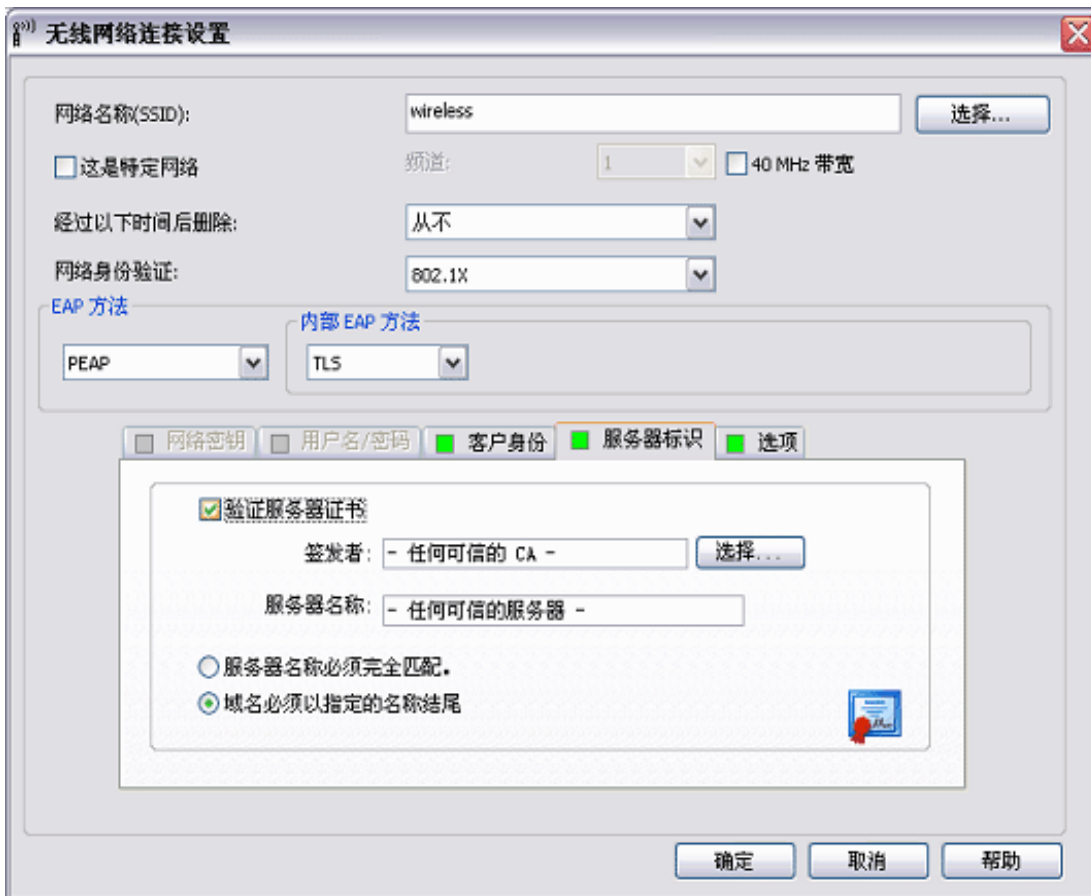 无线网络连接设置
网络名称(SSID): wireless 选择...
这是特定网络 频道: 1 40 MHz 带宽
经过以下时间后删除: 从不
网络身份验证: 802.1X
EAP 方法
内部 EAP 方法
PEAP TLS
网络密钥 用户名/密码 客户身份 服务器标识 选项
验证服务器证书
签发者: - 任何可信的 CA - 选择...
服务器名称: - 任何可信的服务器 -
服务器名称必须完全匹配.
域名必须以指定的名称结尾
确定 取消 帮助